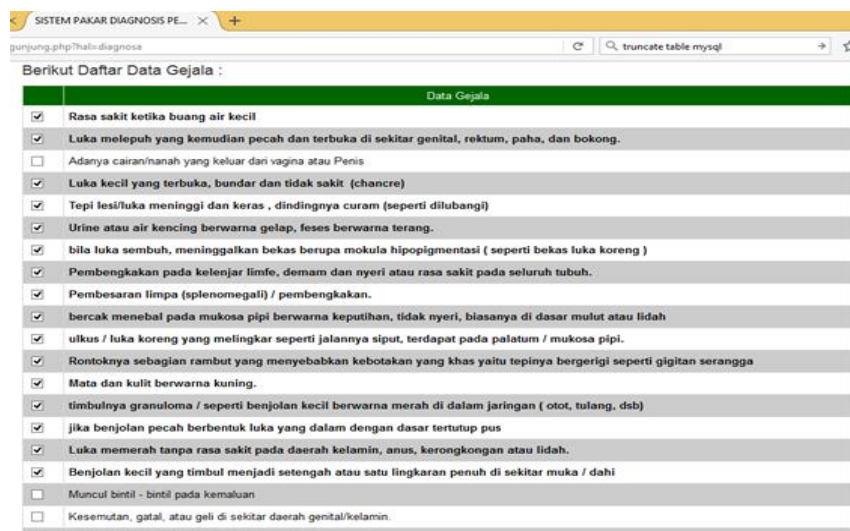 SISTEM PAKAR DIAGNOSIS PE...
gunjung.php?hal=diagnosa
truncate table mysql
Berikut Daftar Data Gejala :
Data Gejala
Rasa sakit ketika buang air kecil
Luka melepuh yang kemudian pecah dan terbuka di sekitar genital, rektum, paha, dan bokong.
Adanya cairan/nanah yang keluar dari vagina atau Penis
Luka kecil yang terbuka, bundar dan tidak sakit (chancre)
Tepi lesi/luka meninggi dan keras , dindingnya curam (seperti dilubangi)
Urine atau air kencing berwarna gelap, feses berwarna terang.
bila luka sembuh, meninggalkan bekas berupa mokula hipopigmentasi ( seperti bekas luka koreng )
Pembengkakan pada kelenjar limfe, demam dan nyeri atau rasa sakit pada seluruh tubuh.
Pembesaran limpa (splenomegali) / pembengkakan.
bercak menebal pada mukosa pipi berwarna keputihan, tidak nyeri, biasanya di dasar mulut atau lidah
ulkus / luka koreng yang melingkar seperti jalannya siput, terdapat pada palatum / mukosa pipi.
Rontoknya sebagian rambut yang menyebabkan kebotakan yang khas yaitu tepinya bergerigi seperti gigitan serangga
Mata dan kulit berwarna kuning.
timbulnya granuloma / seperti benjolan kecil berwarna merah di dalam jaringan ( otot, tulang, dsb)
jika benjolan pecah berbentuk luka yang dalam dengan dasar tertutup pus
Luka memerah tanpa rasa sakit pada daerah kelamin, anus, kerongkongan atau lidah.
Benjolan kecil yang timbul menjadi setengah atau satu lingkaran penuh di sekitar muka / dahi
Muncul bintil - bintil pada kemaluan
Kesemutan, gatal, atau geli di sekitar daerah genital/kelamin.